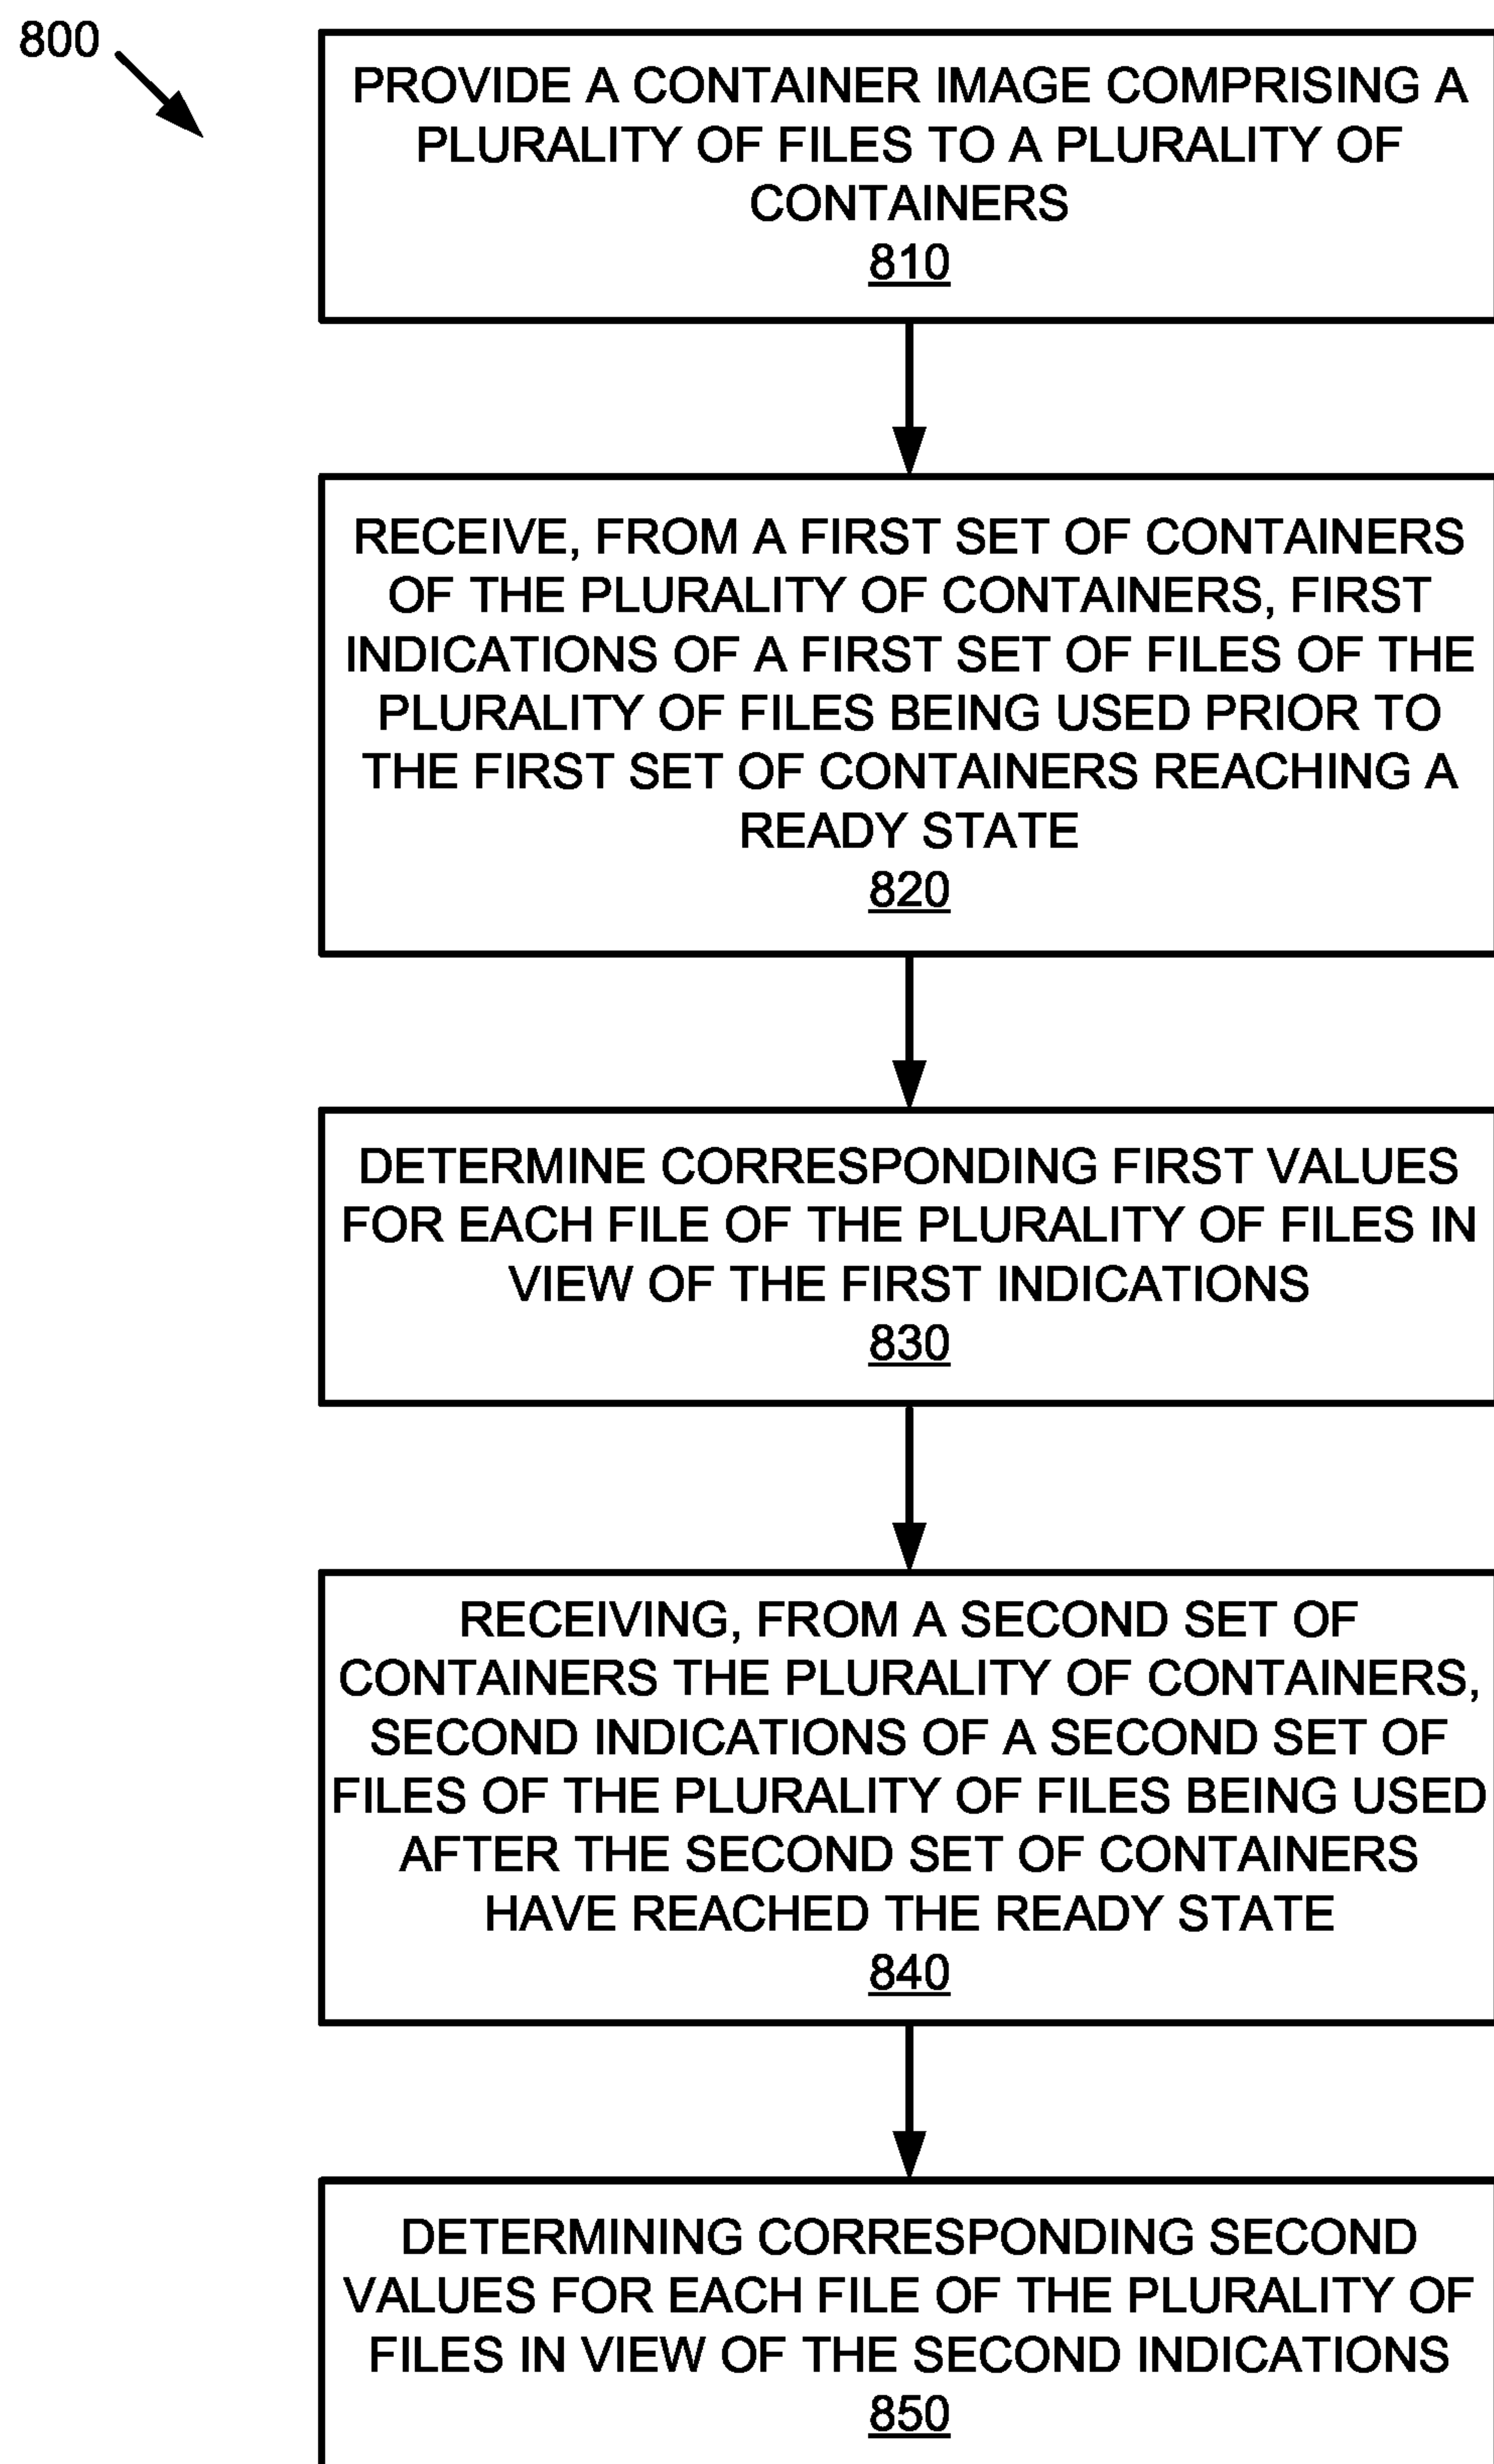 800
PROVIDE A CONTAINER IMAGE COMPRISING A
PLURALITY OF FILES TO A PLURALITY OF
CONTAINERS
810
RECEIVE, FROM A FIRST SET OF CONTAINERS
OF THE PLURALITY OF CONTAINERS, FIRST
INDICATIONS OF A FIRST SET OF FILES OF THE
PLURALITY OF FILES BEING USED PRIOR TO
THE FIRST SET OF CONTAINERS REACHING A
READY STATE
820
DETERMINE CORRESPONDING FIRST VALUES
FOR EACH FILE OF THE PLURALITY OF FILES IN
VIEW OF THE FIRST INDICATIONS
830
RECEIVING, FROM A SECOND SET OF
CONTAINERS THE PLURALITY OF CONTAINERS,
SECOND INDICATIONS OF A SECOND SET OF
FILES OF THE PLURALITY OF FILES BEING USED
AFTER THE SECOND SET OF CONTAINERS
HAVE REACHED THE READY STATE
840
DETERMINING CORRESPONDING SECOND
VALUES FOR EACH FILE OF THE PLURALITY OF
FILES IN VIEW OF THE SECOND INDICATIONS
850